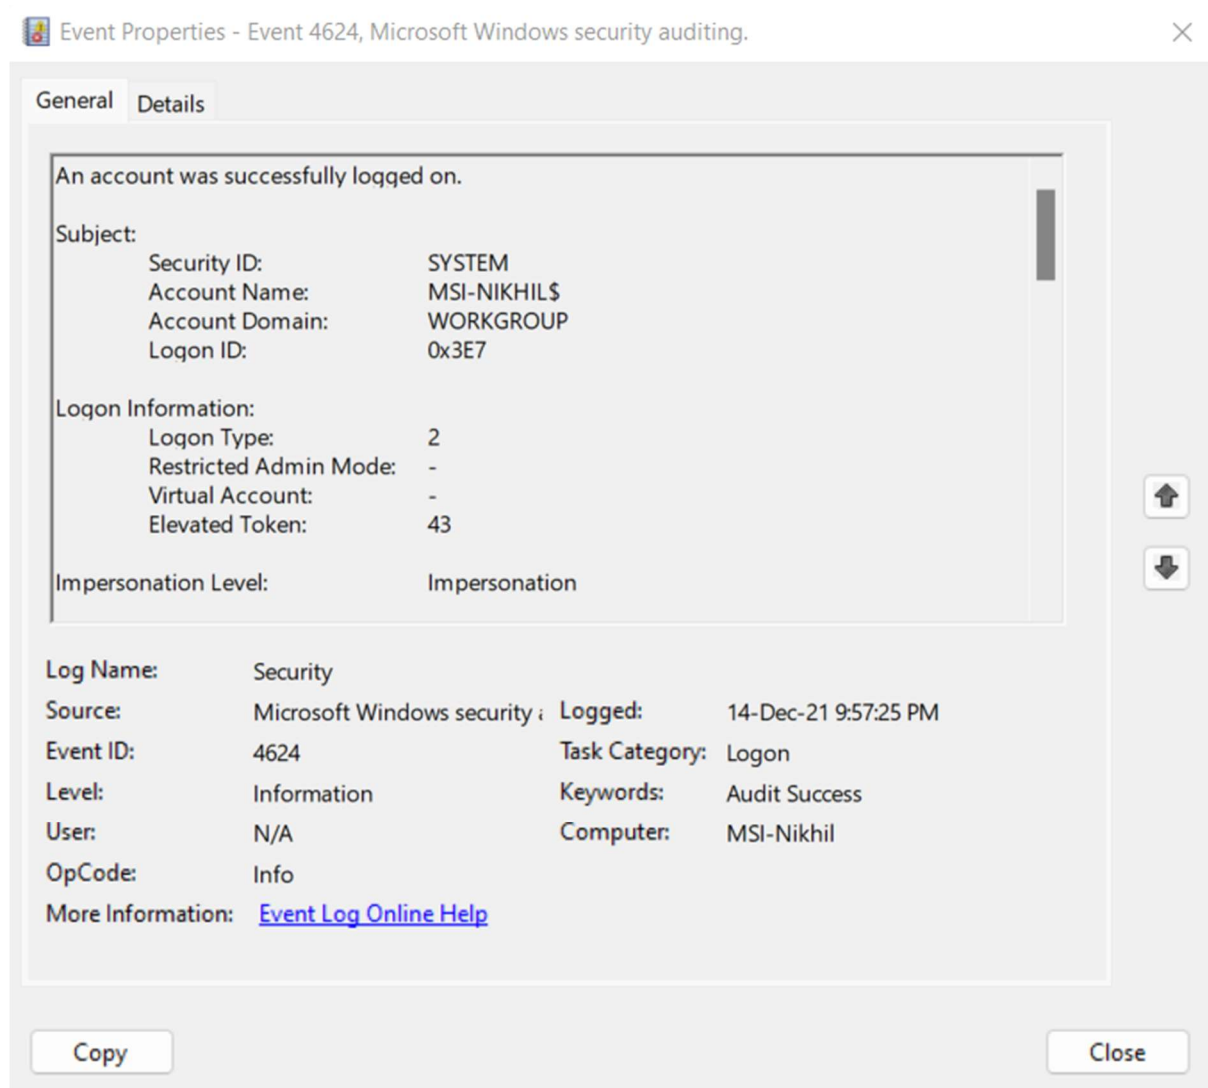 Event Properties - Event 4624, Microsoft Windows security auditing.
General Details
An account was successfully logged on.
Subject:
Security ID: SYSTEM
Account Name: MSI-NIKHIL$
Account Domain: WORKGROUP
Logon ID: 0x3E7
Logon Information:
Logon Type: 2
Restricted Admin Mode: -
Virtual Account: -
Elevated Token: 43
Impersonation Level: Impersonation
Log Name: Security
Source: Microsoft Windows security Logged: 14-Dec-21 9:57:25 PM
Event ID: 4624 Task Category: Logon
Level: Information Keywords: Audit Success
User: N/A Computer: MSI-Nikhil
OpCode: Info
More Information: Event Log Online Help
Copy Close